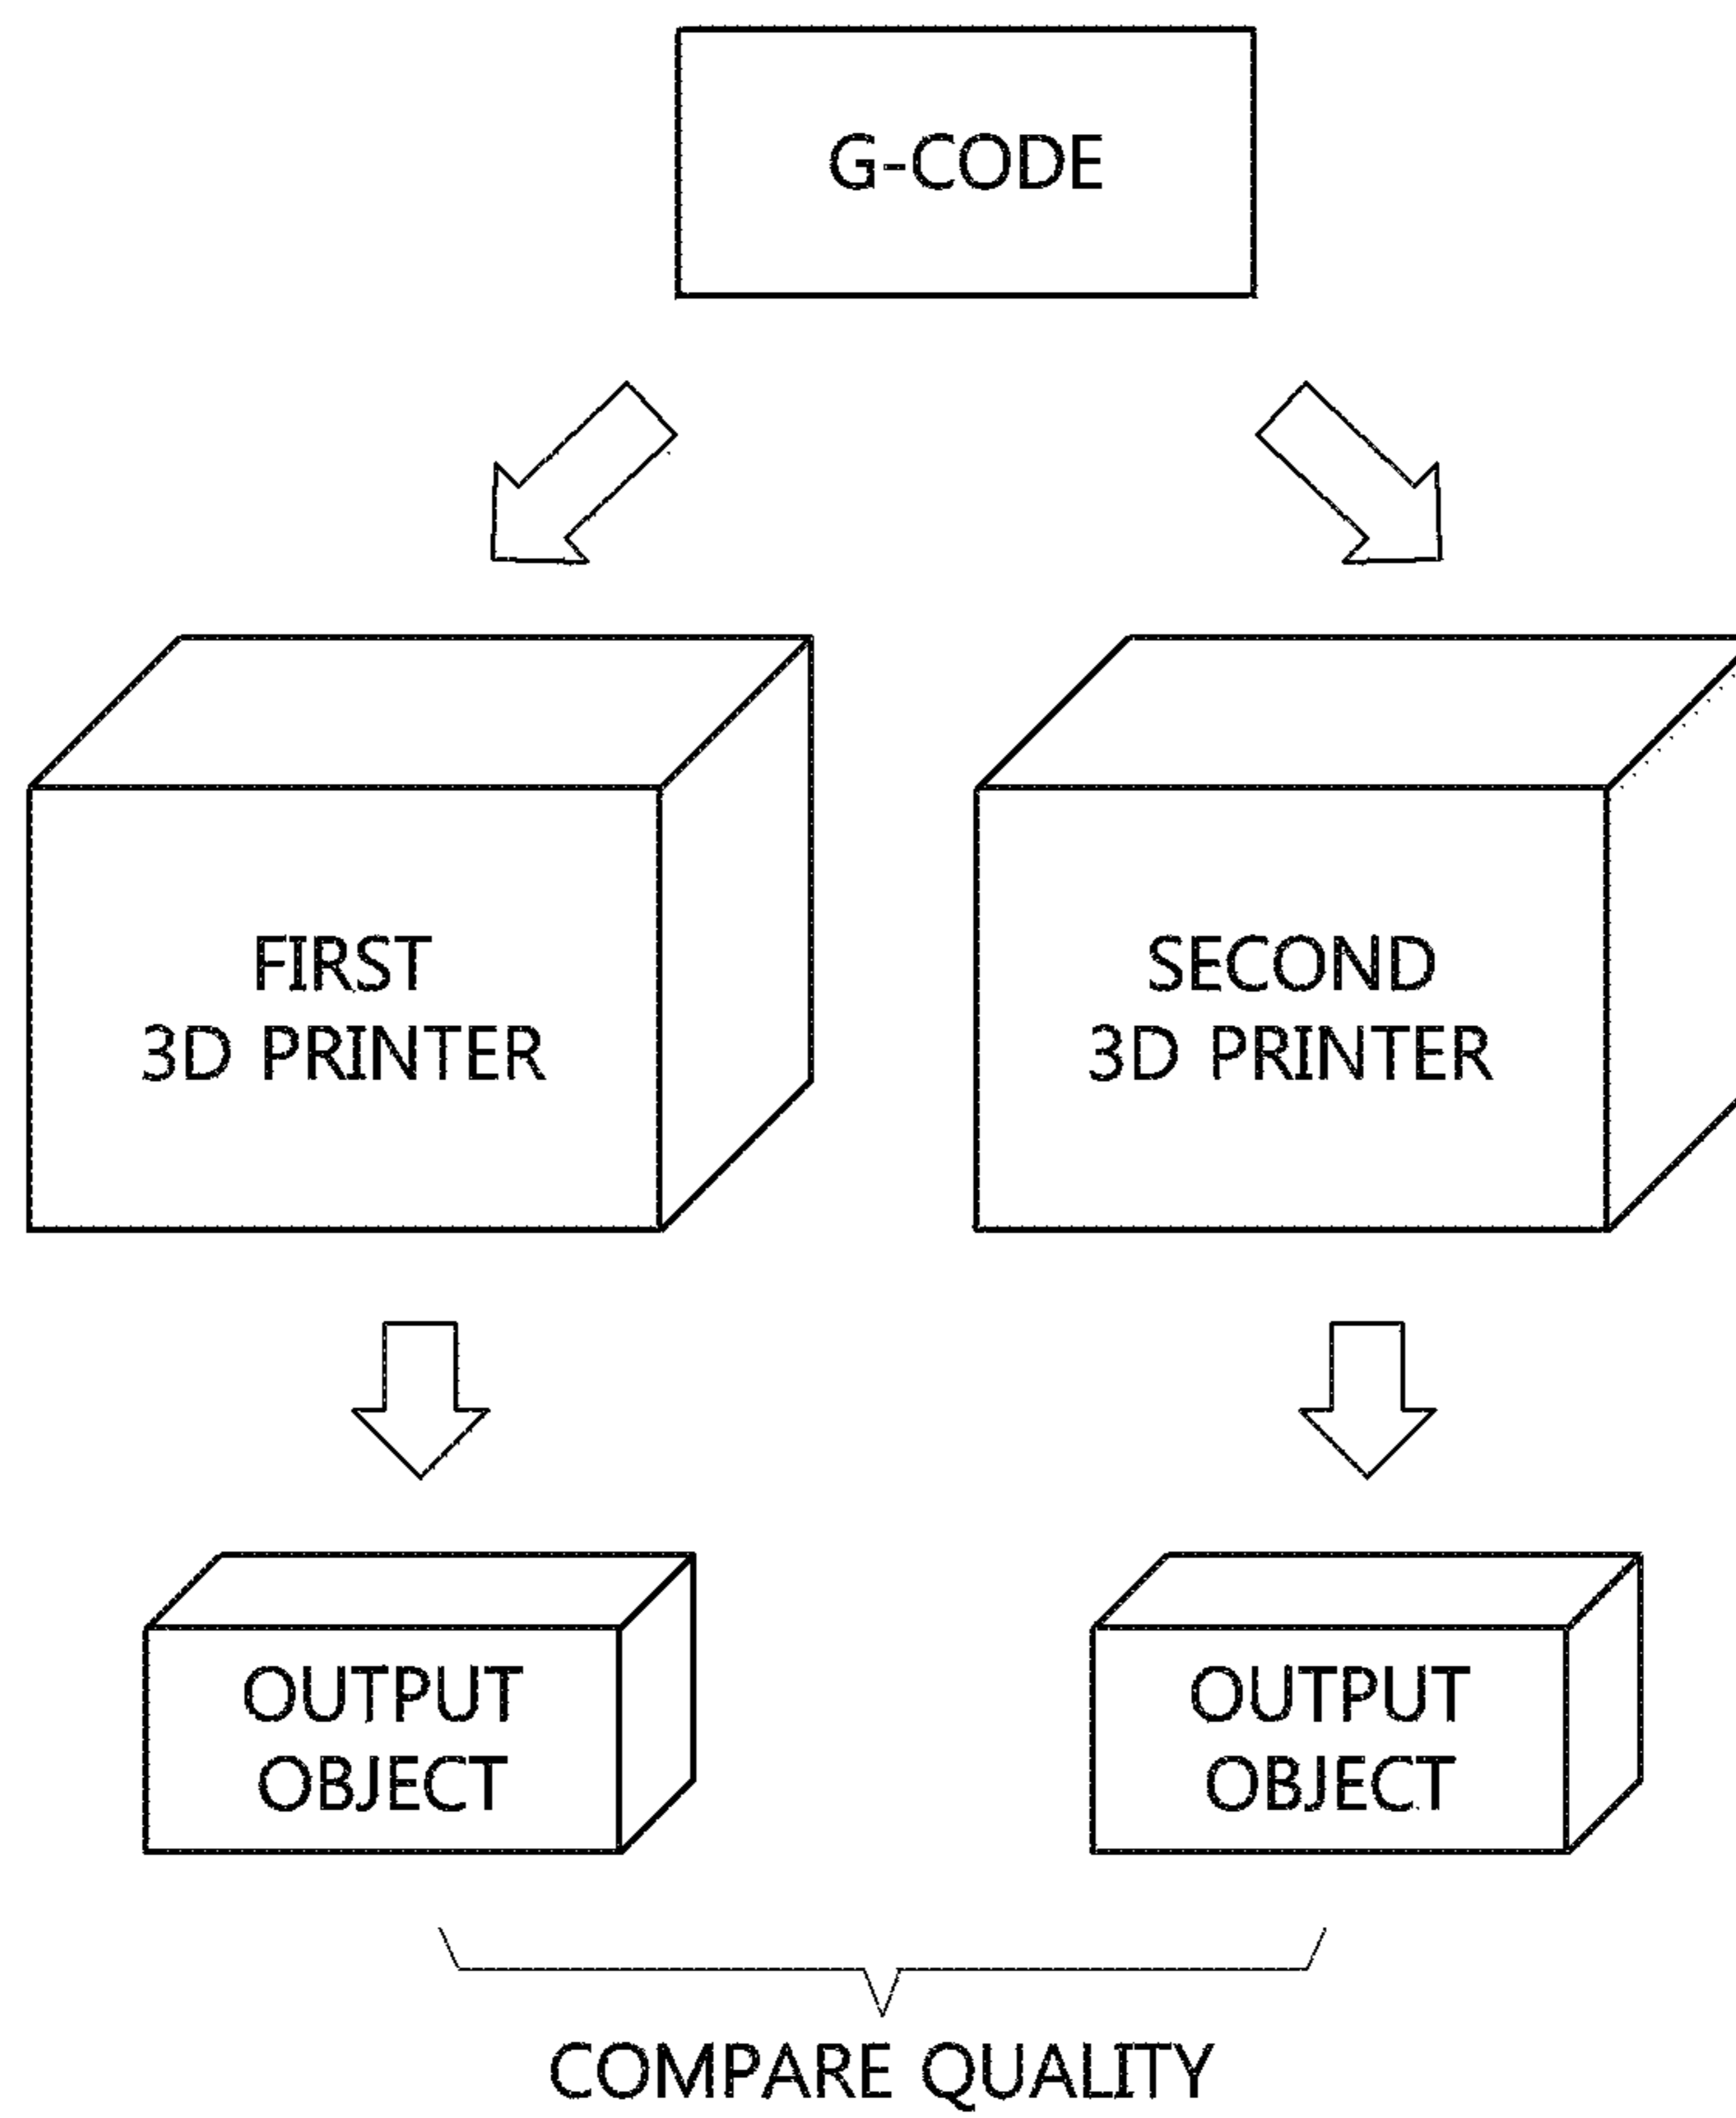 G-CODE
FIRST
3D PRINTER
SECOND
3D PRINTER
OUTPUT
OBJECT
OUTPUT
OBJECT
COMPARE QUALITY